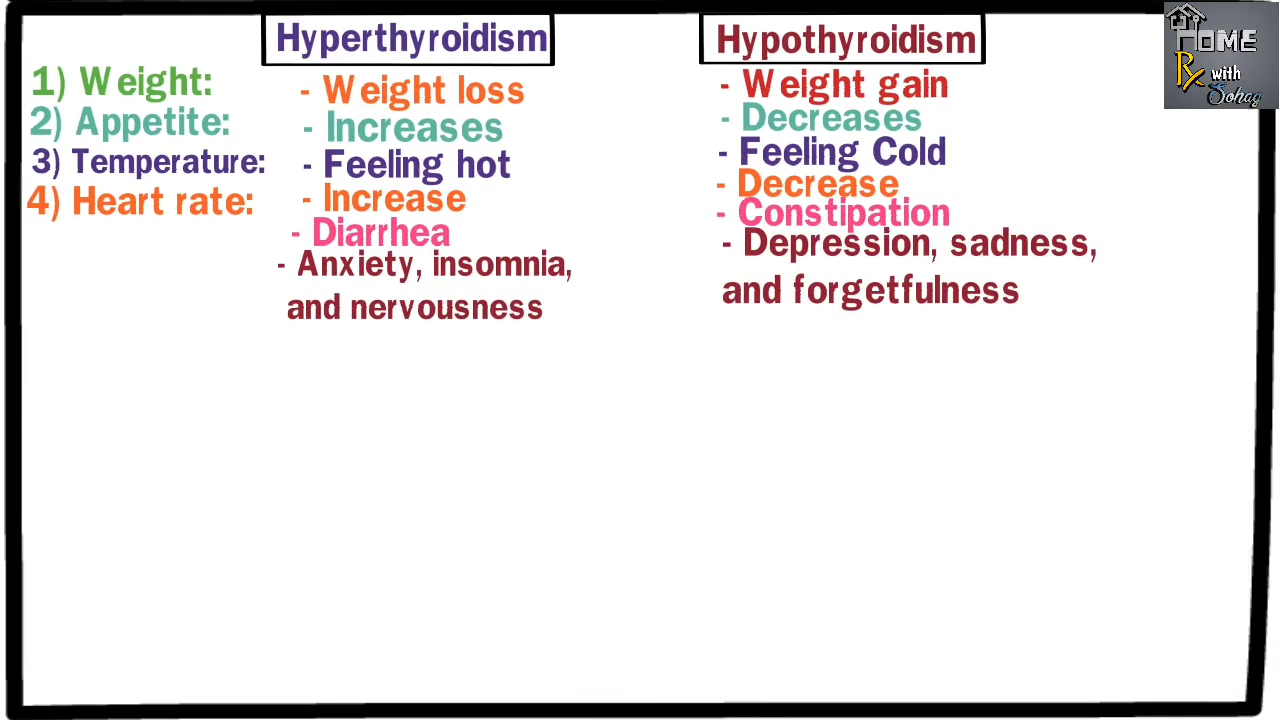 Hyperthyroidism
Hypothyroidism
1) Weight:
- Weight loss
- Weight gain
2) Appetite:
- Increases
- Decreases
3) Temperature:
- Feeling hot
- Feeling Cold
4) Heart rate:
- Increase
- Decrease
- Diarrhea
- Constipation
- Anxiety, insomnia,
and nervousness
- Depression, sadness,
and forgetfulness
HOME
Rx with
Sohag